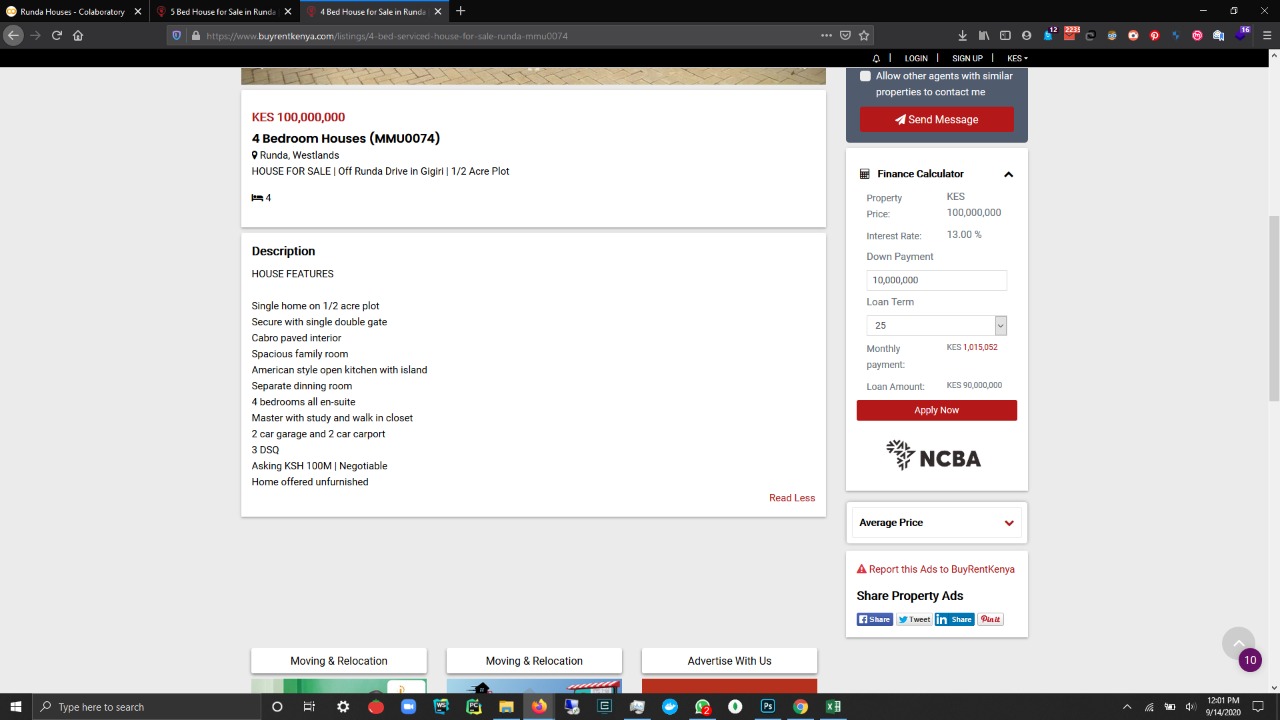 Runda Houses - Colaboratory
5 Bed House for Sale in Runda
4 Bed House for Sale in Runda
https://www.buyrentkenya.com/listings/4-bed-serviced-house-for-sale-runda-mmu0074
12
2235
16
LOGIN
SIGN UP
KES
KES 100,000,000
4 Bedroom Houses (MMU0074)
Runda, Westlands
HOUSE FOR SALE | Off Runda Drive in Gigiri | 1/2 Acre Plot
4
Description
HOUSE FEATURES
Single home on 1/2 acre plot
Secure with single double gate
Cabro paved interior
Spacious family room
American style open kitchen with island
Separate dinning room
4 bedrooms all en-suite
Master with study and walk in closet
2 car garage and 2 car carport
3 DSQ
Asking KSH 100M | Negotiable
Home offered unfurnished
Read Less
Allow other agents with similar
properties to contact me
Send Message
Finance Calculator
Property
Price:
KES
100,000,000
Interest Rate:
13.00 %
Down Payment
10,000,000
Loan Term
25
Monthly
payment:
KES 1,015,052
Loan Amount:
KES 90,000,000
Apply Now
NCBA
Average Price
Report this Ads to BuyRentKenya
Share Property Ads
Share
Tweet
in Share
Pin it
Moving & Relocation
Moving & Relocation
Advertise With Us
10
Type here to search
WS
PC
2
Ps
12:01 PM
9/14/2020